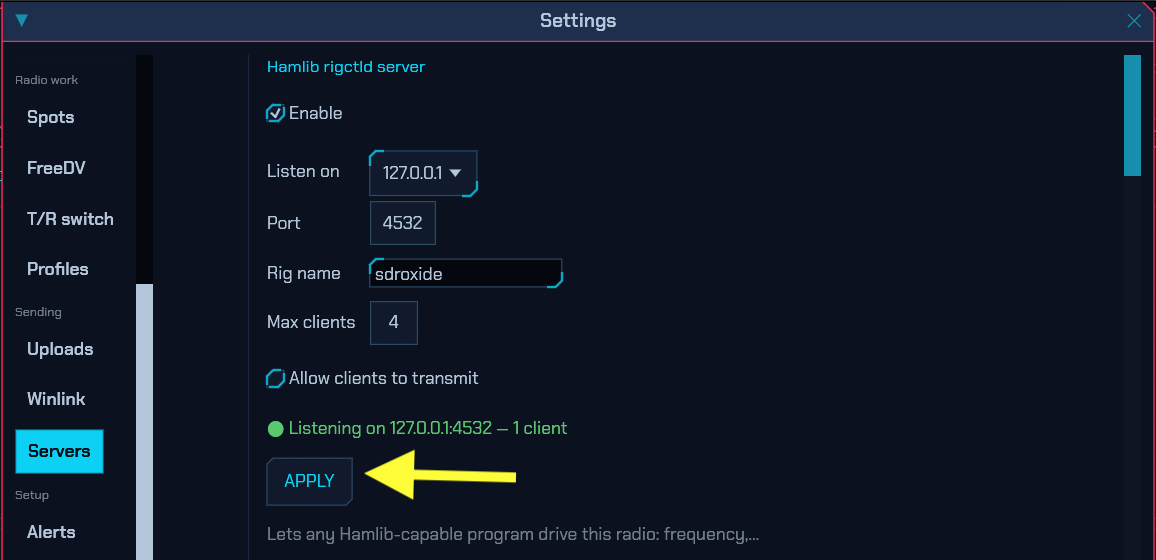 Settings
Radio work
Spots
FreeDV
T/R switch
Profiles
Sending
Uploads
Winlink
Servers
Setup
Alerts
Hamlib rigctld server
Enable
Listen on 127.0.0.1
Port 4532
Rig name sdroxide
Max clients 4
Allow clients to transmit
Listening on 127.0.0.1:4532 – 1 client
APPLY
Lets any Hamlib-capable program drive this radio: frequency,...